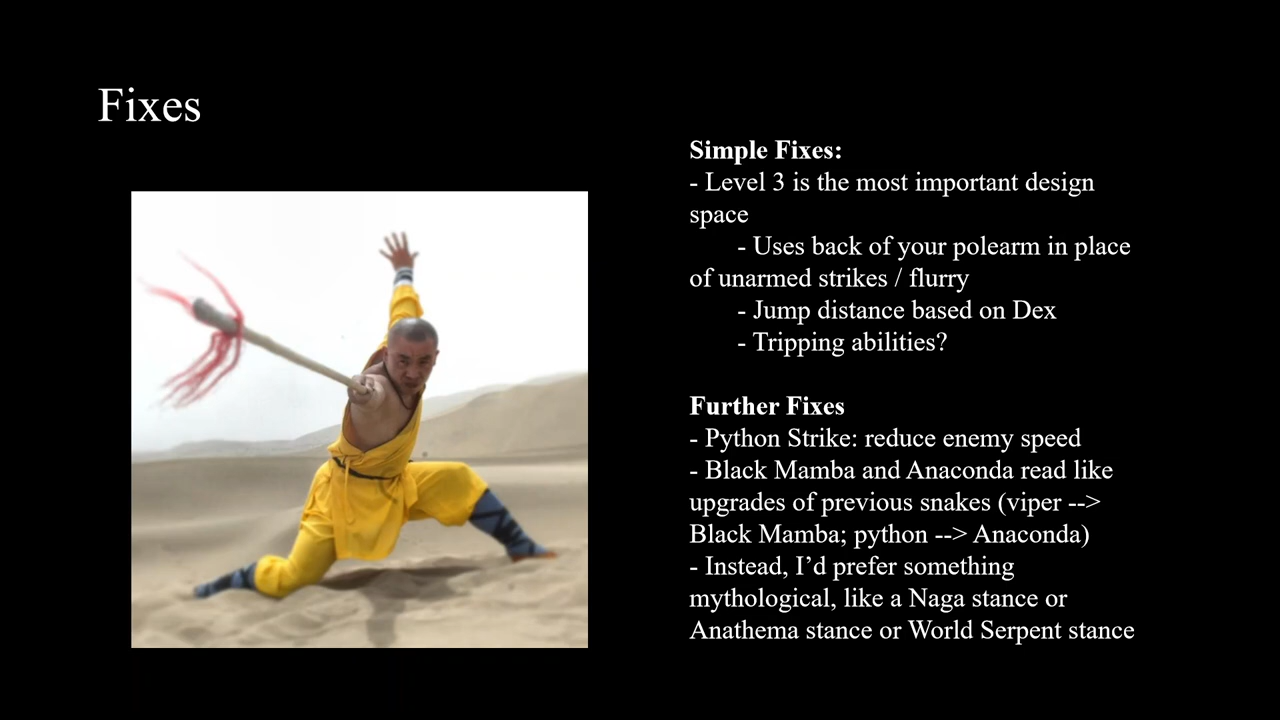 Fixes
Simple Fixes:
- Level 3 is the most important design
space
- Uses back of your polearm in place
of unarmed strikes / flurry
- Jump distance based on Dex
- Tripping abilities?
Further Fixes
- Python Strike: reduce enemy speed
- Black Mamba and Anaconda read like
upgrades of previous snakes (viper -->
Black Mamba; python --> Anaconda)
- Instead, I’d prefer something
mythological, like a Naga stance or
Anathema stance or World Serpent stance